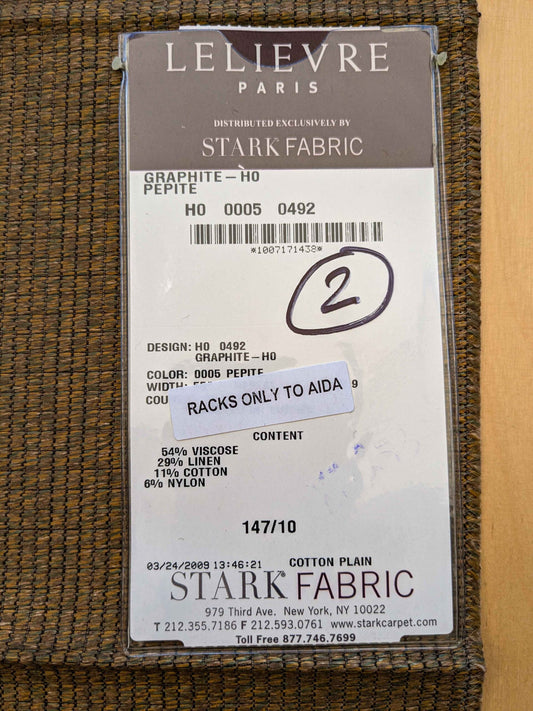 LELIEVRE
PARIS
DISTRIBUTED EXCLUSIVELY BY
STARK FABRIC
GRAPHITE-H0
PEPITE
H0 0005 0492
*1007171438*
2
DESIGN: H0 0492
GRAPHITE-H0
COLOR: 0005 PEPITE
WIDTH:
RACKS ONLY TO AIDA
CONTENT
54% VISCOSE
29% LINEN
11% COTTON
6% NYLON
147/10
03/24/2009 13:46:21 COTTON PLAIN
STARK FABRIC
979 Third Ave. New York, NY 10022
T 212.355.7186 F 212.593.0761 www.starkcarpet.com
Toll Free 877.746.7699